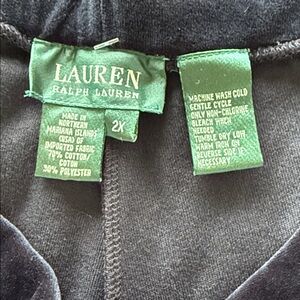 LAUREN
RALPH LAUREN
MADE IN
NORTHERN
MARIANA ISLANDS
(USA) OF
IMPORTED FABRIC
70% COTTON/
COTON
30% POLYESTER
2X
MACHINE WASH COLD
GENTLE CYCLE
ONLY NON-CHLORINE
BLEACH WHEN
NEEDED
TUMBLE DRY LOW
WARM IRON ON
REVERSE SIDE IF
NECESSARY